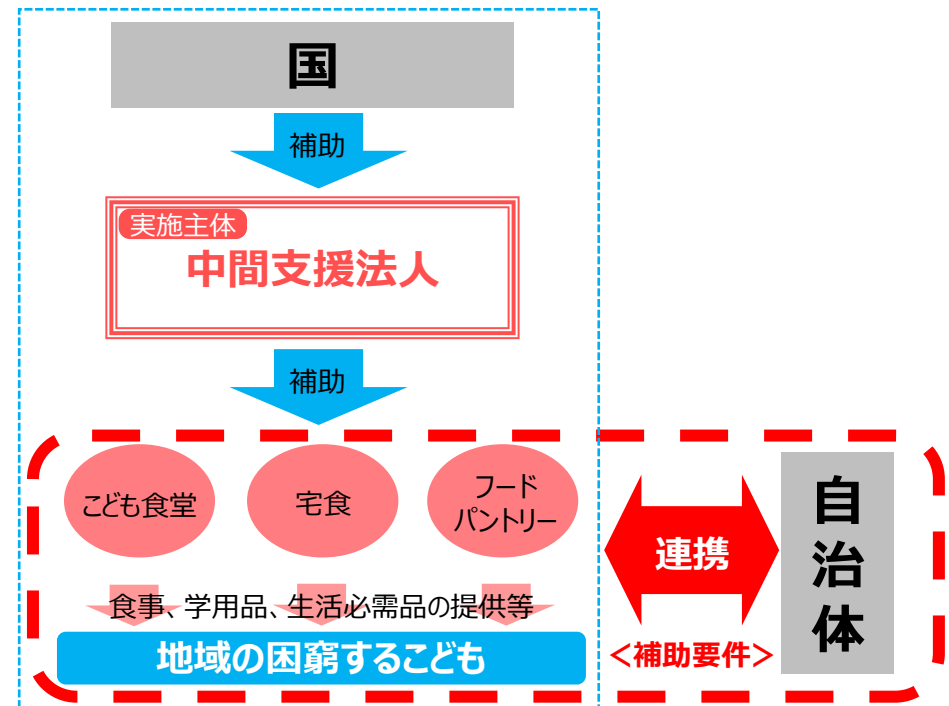 国
補助
実施主体
中間支援法人
補助
こども食堂
宅食
フード
パントリー
食事、学用品、生活必需品の提供等
地域の困窮するこども
連携
＜補助要件＞
自
治
体